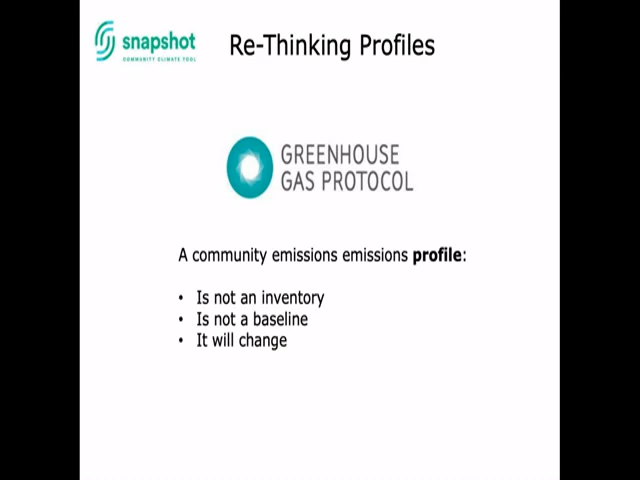 snapshot
COMMUNITY CLIMATE TOOL
Re-Thinking Profiles
GREENHOUSE
GAS PROTOCOL
A community emissions emissions profile:
• Is not an inventory
• Is not a baseline
• It will change